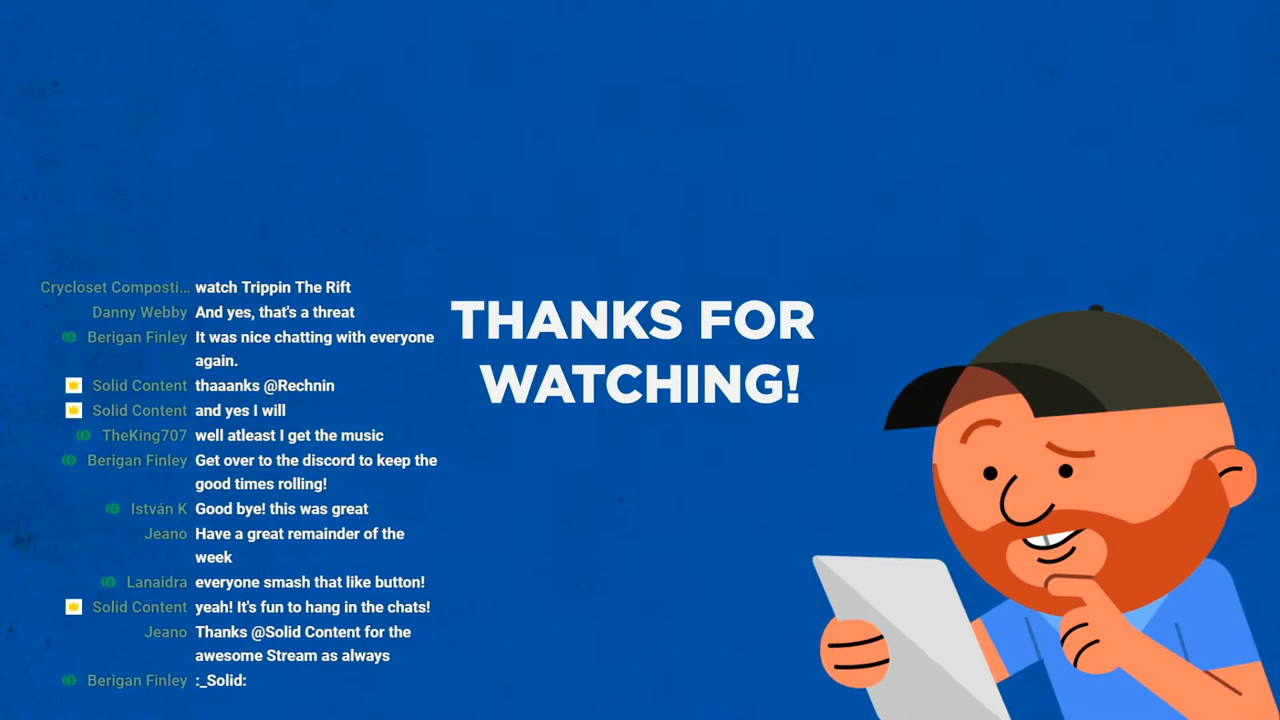 Crycloset Composti... watch Trippin The Rift
Danny Webby And yes, that's a threat
Berigan Finley It was nice chatting with everyone
again.
Solid Content thaaanks @Rechnin
Solid Content and yes I will
TheKing707 well atleast I get the music
Berigan Finley Get over to the discord to keep the
good times rolling!
István K Good bye! this was great
Jeano Have a great remainder of the
week
Lanaidra everyone smash that like button!
Solid Content yeah! It's fun to hang in the chats!
Jeano Thanks @Solid Content for the
awesome Stream as always
Berigan Finley :_Solid:
THANKS FOR
WATCHING!